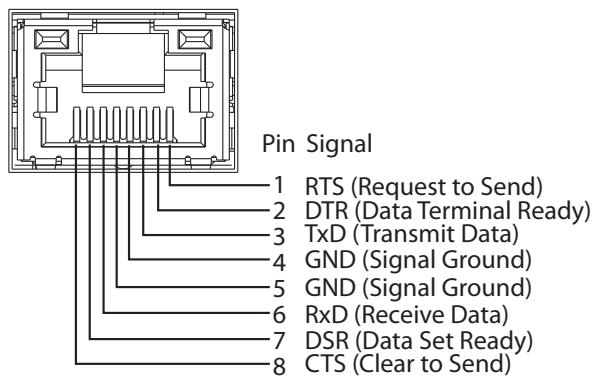 Pin Signal
1 RTS (Request to Send)
2 DTR (Data Terminal Ready)
3 TxD (Transmit Data)
4 GND (Signal Ground)
5 GND (Signal Ground)
6 RxD (Receive Data)
7 DSR (Data Set Ready)
8 CTS (Clear to Send)